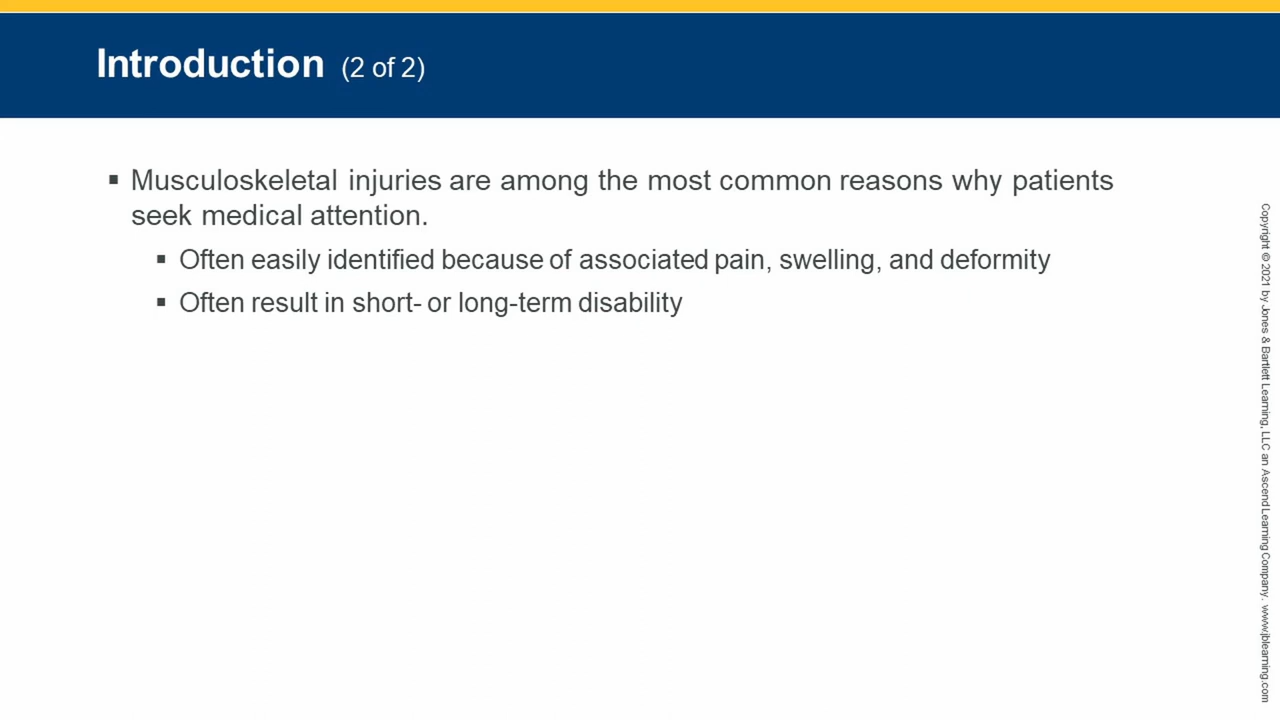 Introduction (2 of 2)
▪ Musculoskeletal injuries are among the most common reasons why patients
seek medical attention.
▪ Often easily identified because of associated pain, swelling, and deformity
▪ Often result in short- or long-term disability
Copyright © 2021 by Jones & Bartlett Learning, LLC an Ascend Learning Company. www.jblearning.com